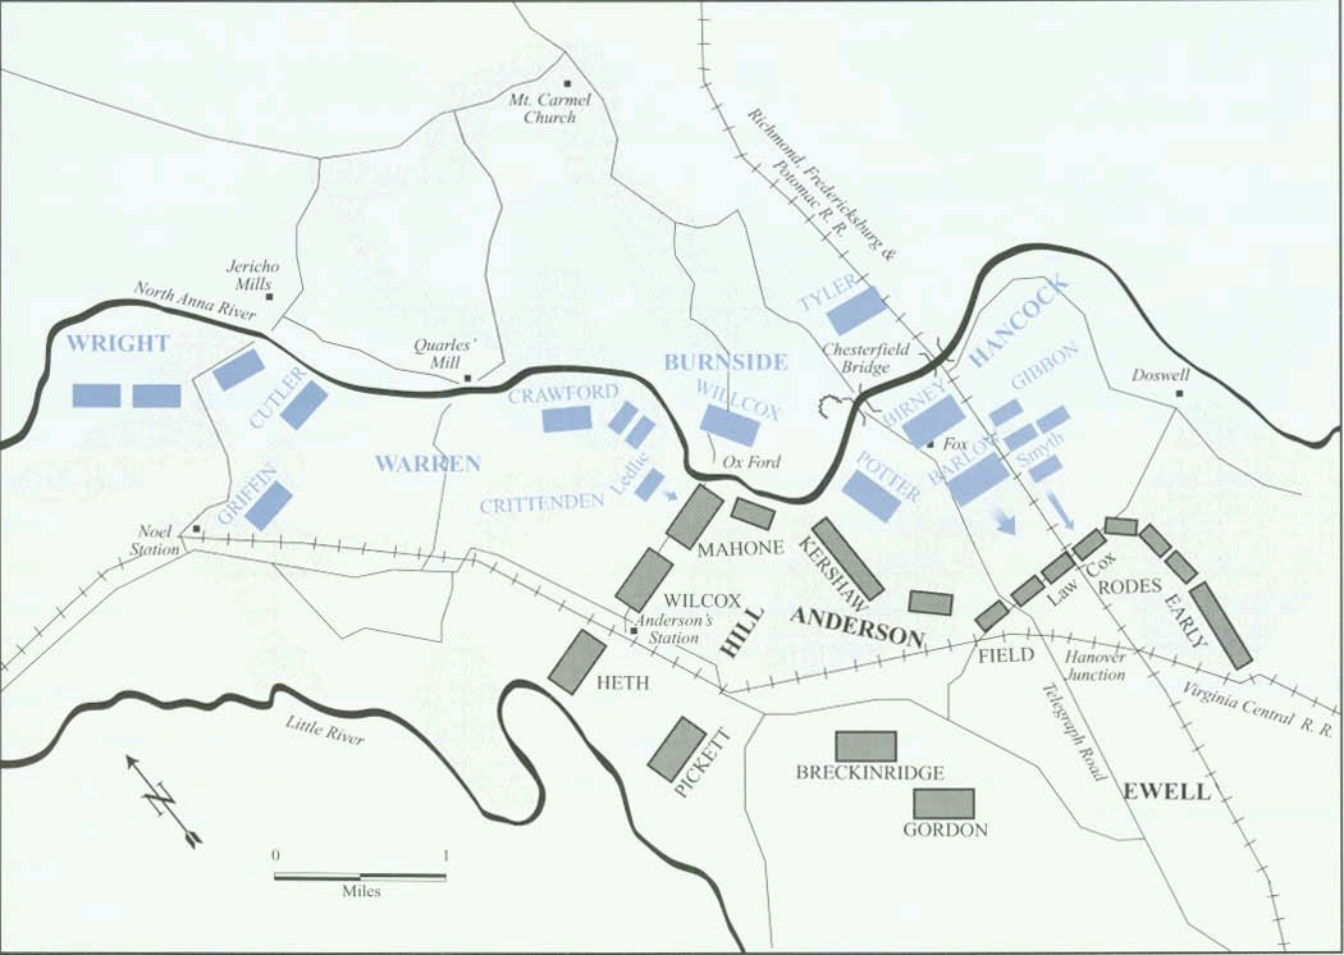 Mt. Carmel
Church
Richmond, Fredericksburg &
Potomac R. R.
Jericho
Mills
North Anna River
TYLER
HANCOCK
WRIGHT
Quarles'
Mill
BURNSIDE
Chesterfield
Bridge
GIBBON
Doswell
CUTLER
CRAWFORD
WILLCOX
BIRNEY
Fox
WARREN
Ox Ford
BARLOW
Smyth
POTTER
GRIFFIN
CRITTENDEN
Ledlie
Noel
Station
MAHONE
KERSHAW
Law
Cox
RODES
EARLY
WILCOX
Anderson's
Station
HILL
ANDERSON
FIELD
Hanover
Junction
HETH
Virginia Central R. R.
Little River
Telegraph Road
PICKETT
BRECKINRIDGE
EWELL
N
GORDON
0 1
Miles